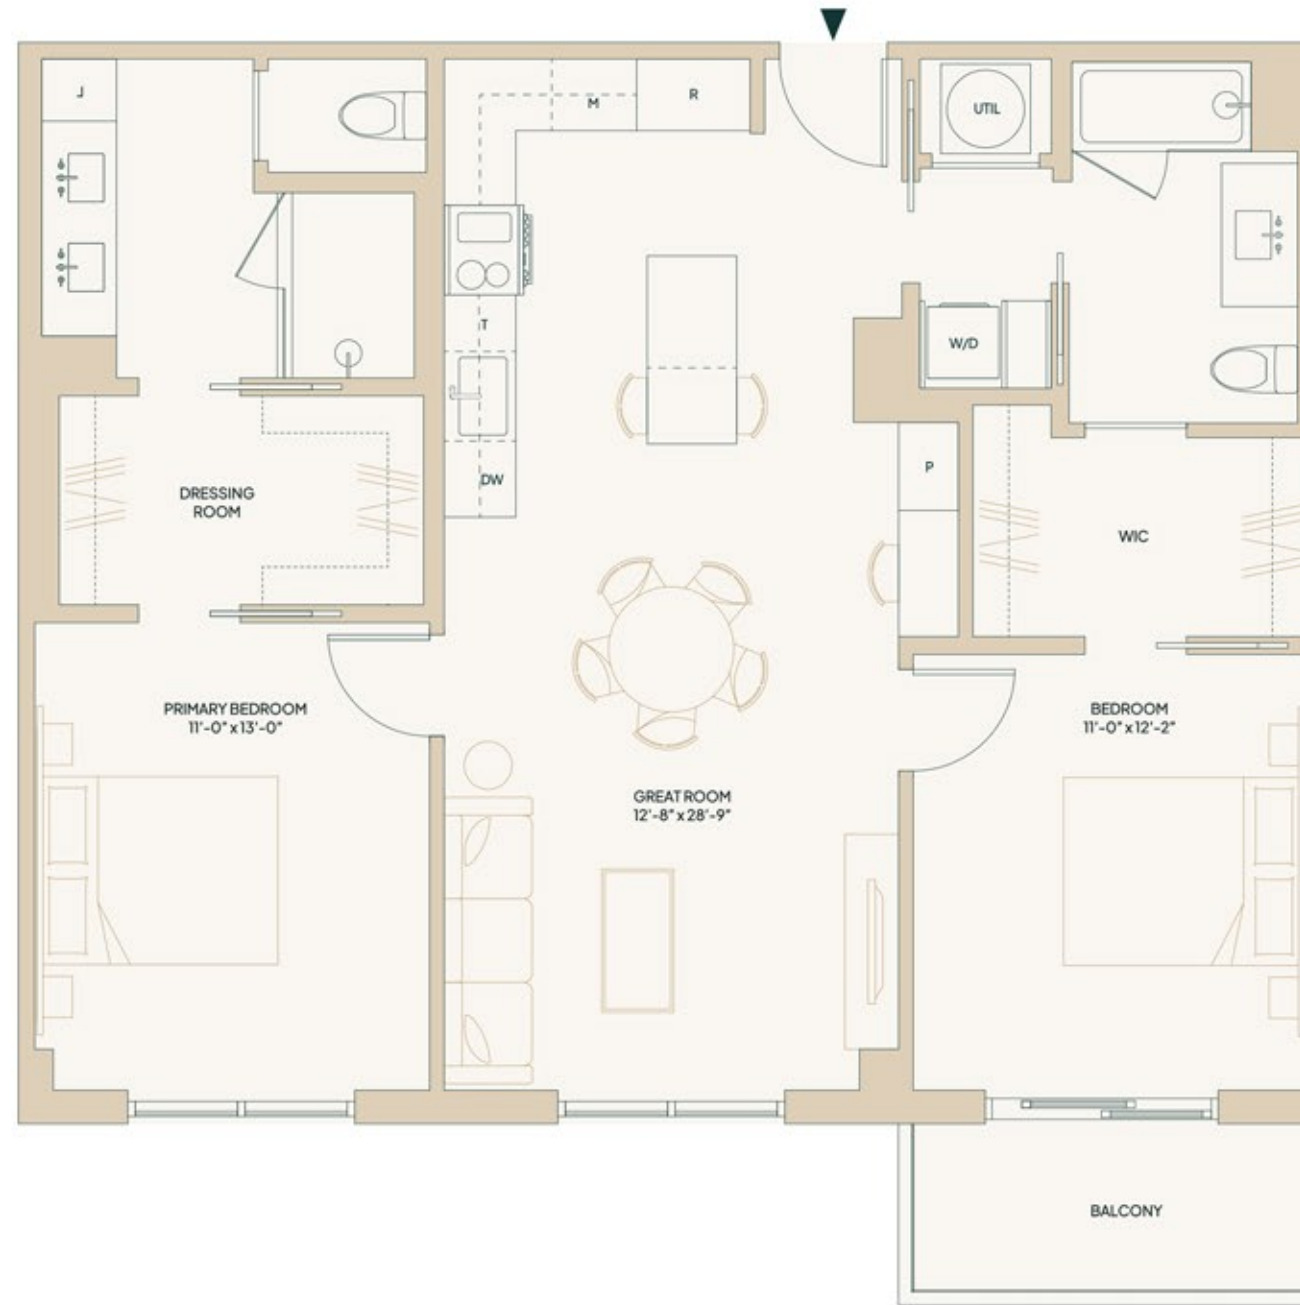 L
M
R
UTIL
T
W/D
DW
P
DRESSING
ROOM
WIC
PRIMARY BEDROOM
11'-0" x 13'-0"
BEDROOM
11'-0" x 12'-2"
GREAT ROOM
12'-8" x 28'-9"
BALCONY